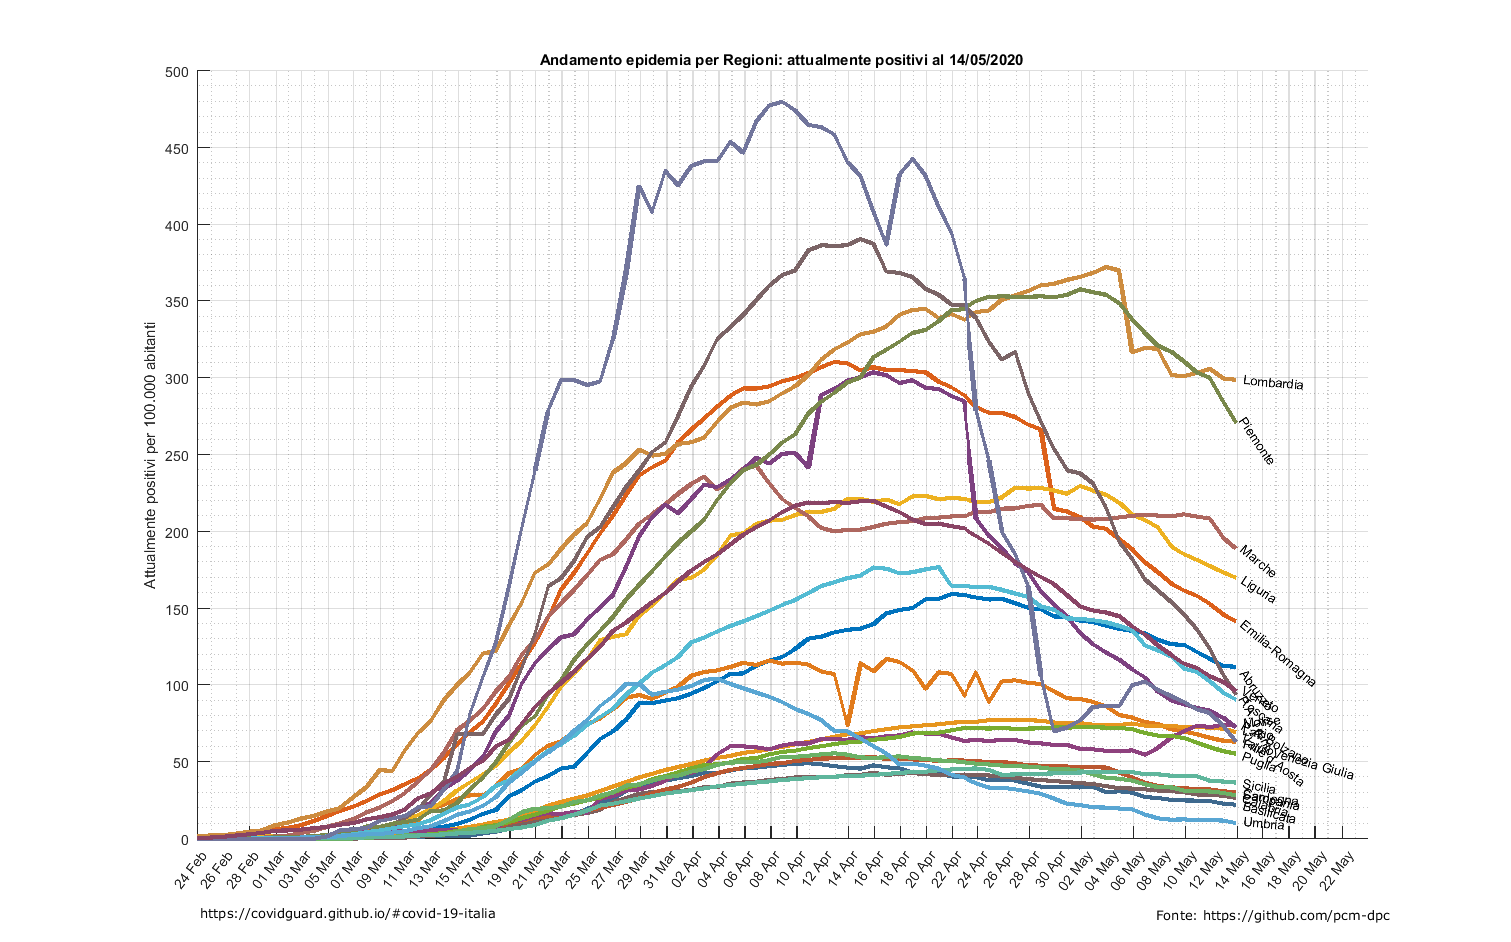 Andamento epidemia per Regioni: attualmente positivi al 14/05/2020
Attualmente positivi per 100.000 abitanti
500
450
400
350
300
250
200
150
100
50
0
24 Feb
26 Feb
28 Feb
01 Mar
03 Mar
05 Mar
07 Mar
09 Mar
11 Mar
13 Mar
15 Mar
17 Mar
19 Mar
21 Mar
23 Mar
25 Mar
27 Mar
29 Mar
31 Mar
02 Apr
04 Apr
06 Apr
08 Apr
10 Apr
12 Apr
14 Apr
16 Apr
18 Apr
20 Apr
22 Apr
24 Apr
26 Apr
28 Apr
30 Apr
02 May
04 May
06 May
08 May
10 May
12 May
14 May
16 May
18 May
20 May
22 May
Lombardia
Piemonte
Marche
Liguria
Emilia-Romagna
Puglia
Sicilia
Basilicata
Umbria
https://covidguard.github.io/#covid-19-italia
Fonte: https://github.com/pcm-dpc